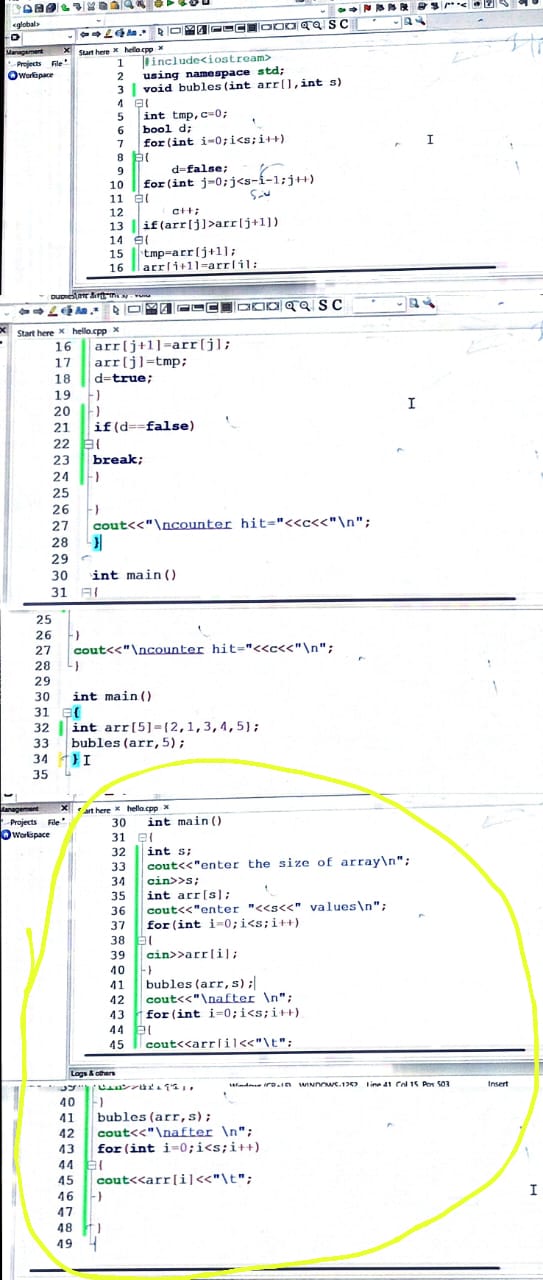 <global>
S C
Management ×
Start here × hello.cpp ×
Projects File
Workspace
1 #include<iostream>
2 using namespace std;
3 void bubles(int arr[],int s)
4 {
5 int tmp,c=0;
6 bool d;
7 for(int i=0;i<s;i++)
8 {
9 d=false;
10 for(int j=0;j<s-i-1;j++)
11 {
12 c++;
13 if(arr[j]>arr[j+1])
14 {
15 tmp=arr[j+1];
16 arr[j+1]=arr[j];
S C
Start here × hello.cpp ×
16 arr[j+1]=arr[j];
17 arr[j]=tmp;
18 d=true;
19 }
20 }
21 if(d==false)
22 {
23 break;
24 }
25
26 }
27 cout<<"\ncounter hit="<<c<<"\n";
28 }
29
30 int main()
31 {
25
26 }
27 cout<<"\ncounter hit="<<c<<"\n";
28 }
29
30 int main()
31 {
32 int arr[5]={2,1,3,4,5};
33 bubles(arr,5);
34 }
35
Management ×
Start here × hello.cpp ×
Projects File
Workspace
30 int main()
31 {
32 int s;
33 cout<<"enter the size of array\n";
34 cin>>s;
35 int arr[s];
36 cout<<"enter "<<s<<" values\n";
37 for(int i=0;i<s;i++)
38 {
39 cin>>arr[i];
40 }
41 bubles(arr,s);
42 cout<<"\nafter \n";
43 for(int i=0;i<s;i++)
44 {
45 cout<<arr[i]<<"\t";
Logs & others
Windows (CR+LF) WINDOWS-1252 Line 41 Col 15 Pos 503 Insert
40 }
41 bubles(arr,s);
42 cout<<"\nafter \n";
43 for(int i=0;i<s;i++)
44 {
45 cout<<arr[i]<<"\t";
46 }
47
48 }
49